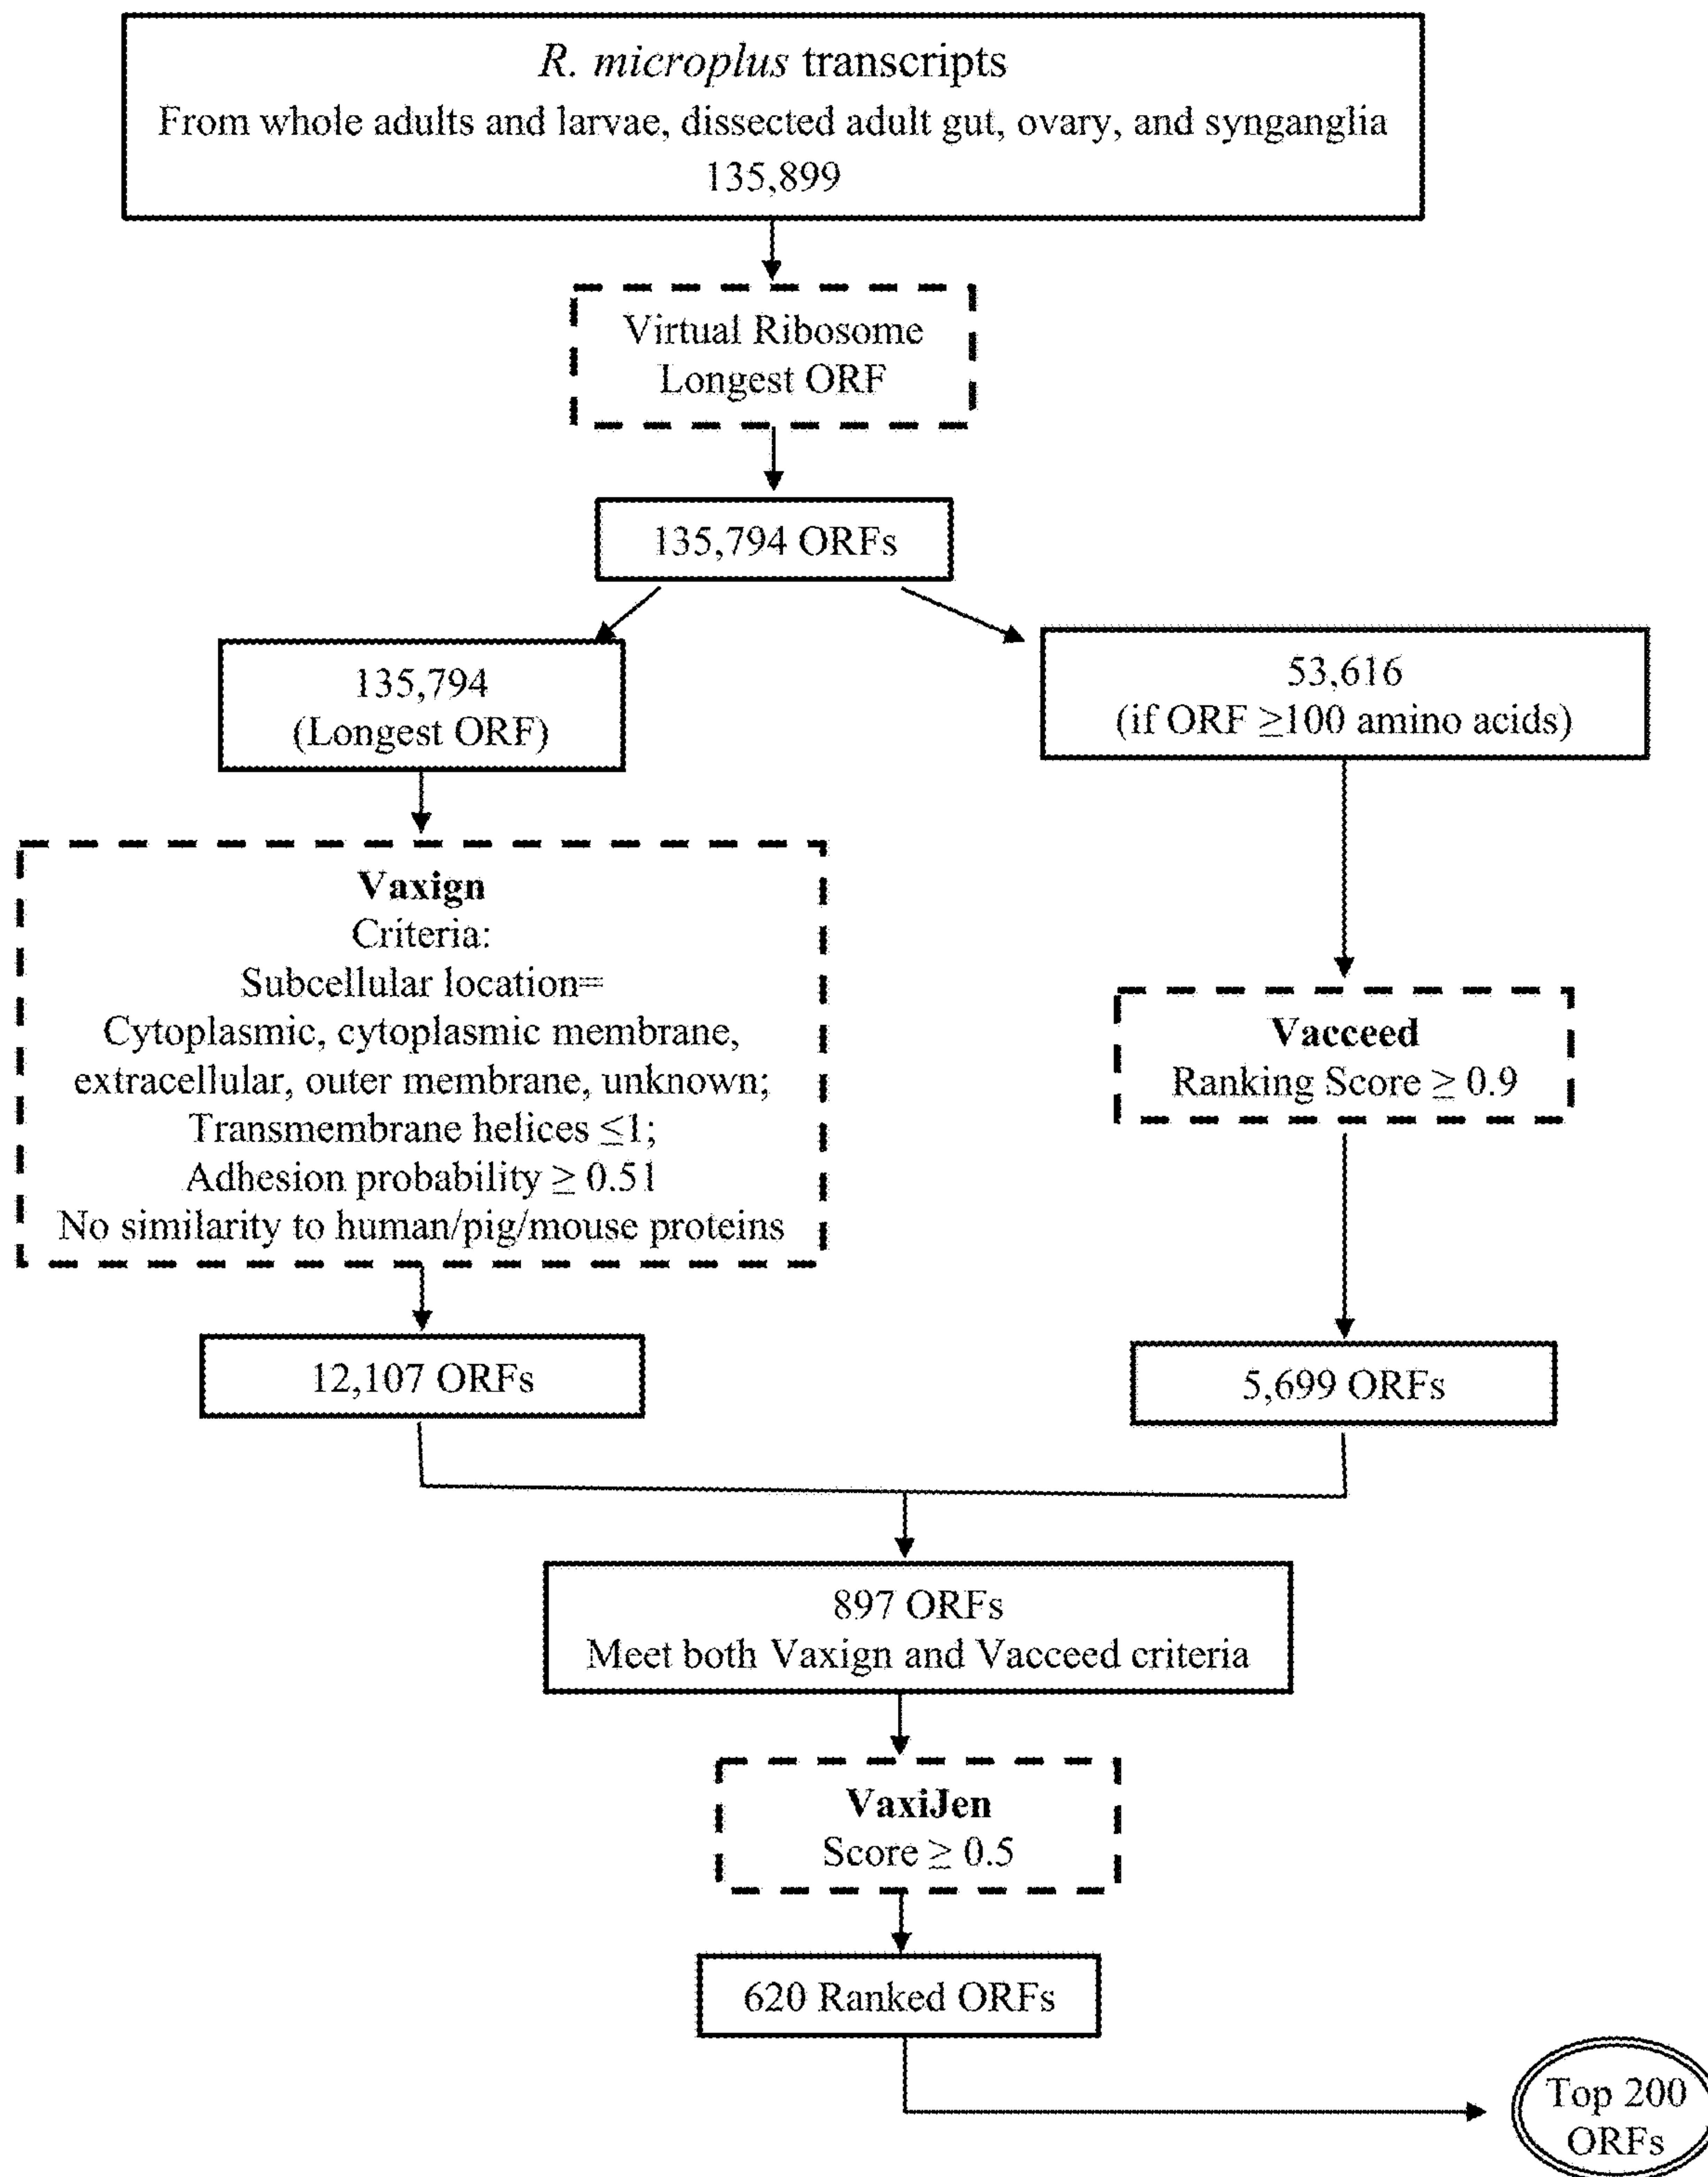 R. microplus transcripts
From whole adults and larvae, dissected adult gut, ovary, and synganglia
135,899
Virtual Ribosome
Longest ORF
135,794 ORFs
135,794
(Longest ORF)
53,616
(if ORF ≥100 amino acids)
Vaxign
Criteria:
Subcellular location=
Cytoplasmic, cytoplasmic membrane,
extracellular, outer membrane, unknown;
Transmembrane helices ≤1;
Adhesion probability ≥ 0.51
No similarity to human/pig/mouse proteins
Vacceed
Ranking Score ≥ 0.9
12,107 ORFs
5,699 ORFs
897 ORFs
Meet both Vaxign and Vacceed criteria
VaxiJen
Score ≥ 0.5
620 Ranked ORFs
Top 200
ORFs